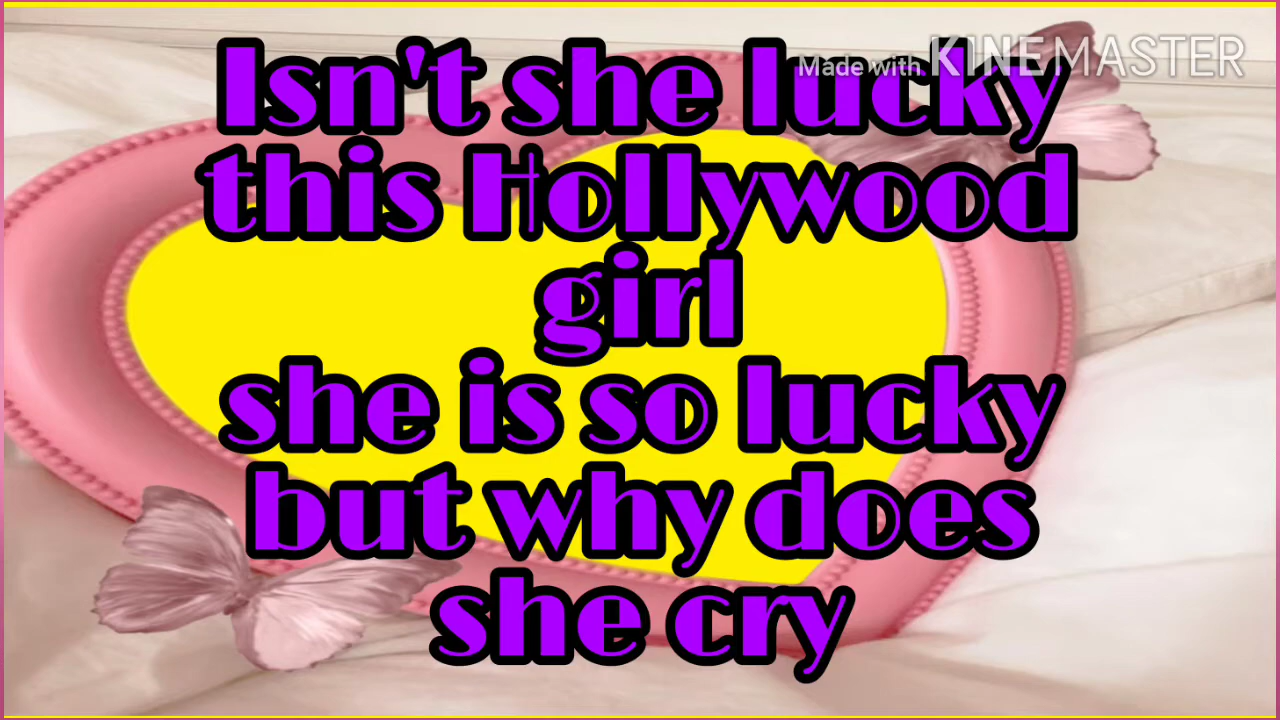 Made with KINEMASTER
Isn't she lucky
this Hollywood
girl
she is so lucky
but why does
she cry